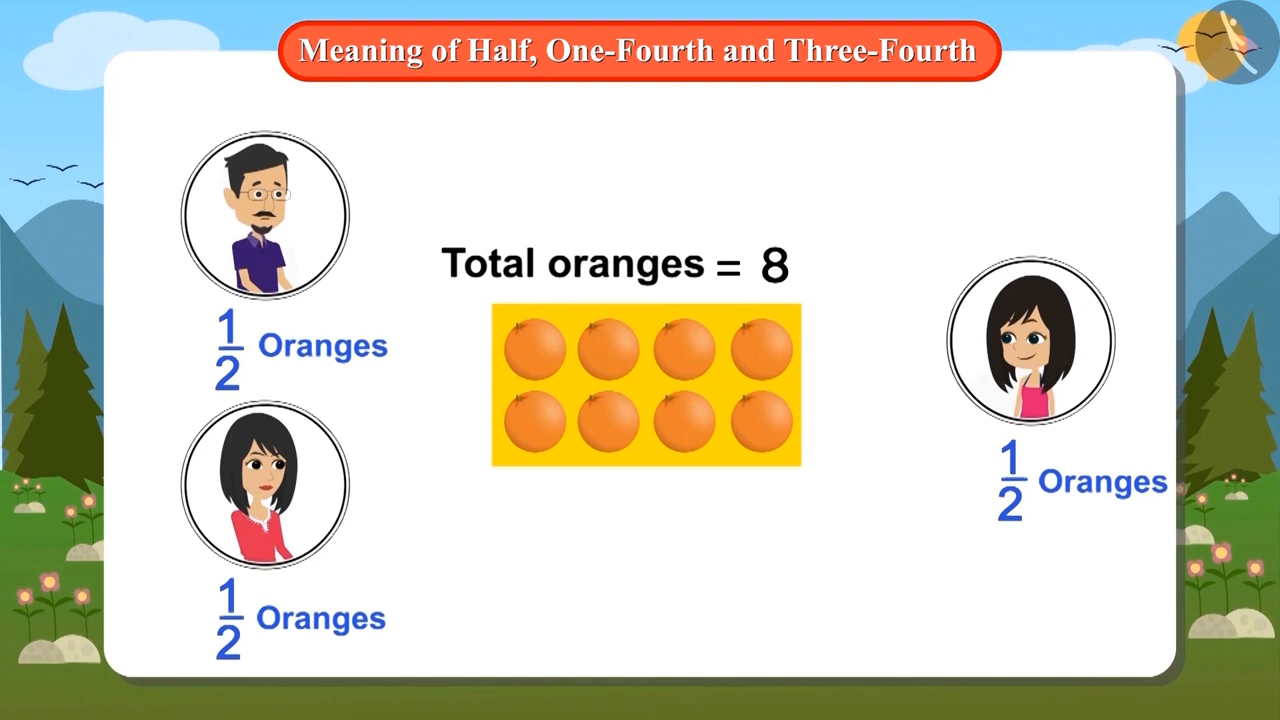 Meaning of Half, One-Fourth and Three-Fourth
Total oranges = 8
1/2 Oranges
1/2 Oranges
1/2 Oranges